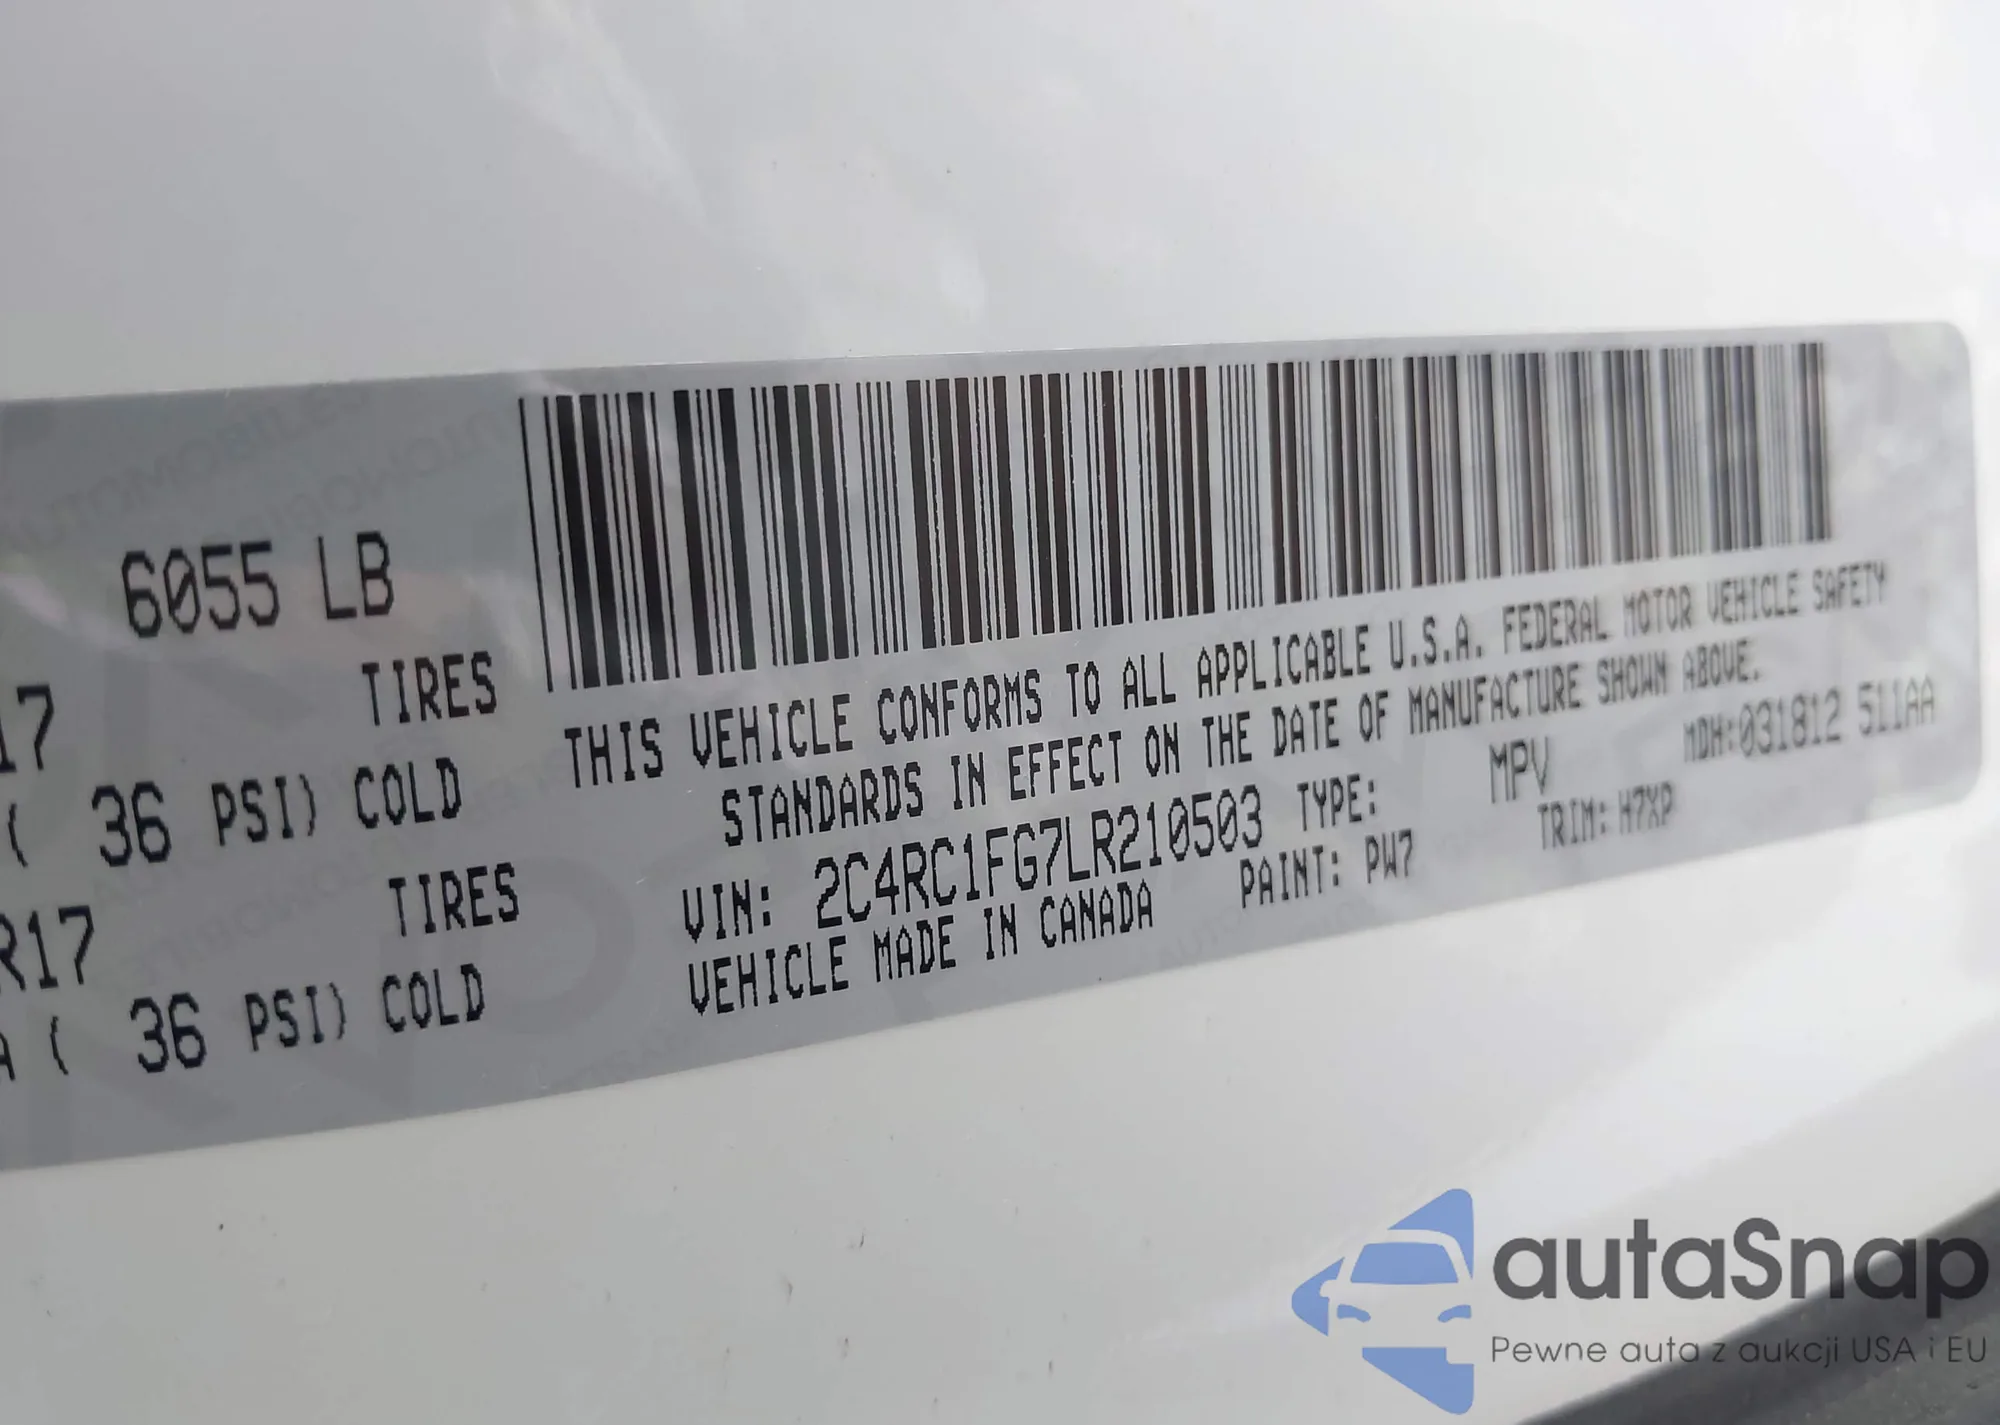 6055 LB
17 TIRES
( 36 PSI) COLD
R17 TIRES
A ( 36 PSI) COLD
THIS VEHICLE CONFORMS TO ALL APPLICABLE U.S.A. FEDERAL MOTOR VEHICLE SAFETY
STANDARDS IN EFFECT ON THE DATE OF MANUFACTURE SHOWN ABOVE.
VIN: 2C4RC1FG7LR210503 TYPE: MPV MDH:031812 511AA
VEHICLE MADE IN CANADA PAINT: PW7 TRIM: H7XP
AUTOMOBILES
autoSnap
Pewne auta z aukcji USA i EU